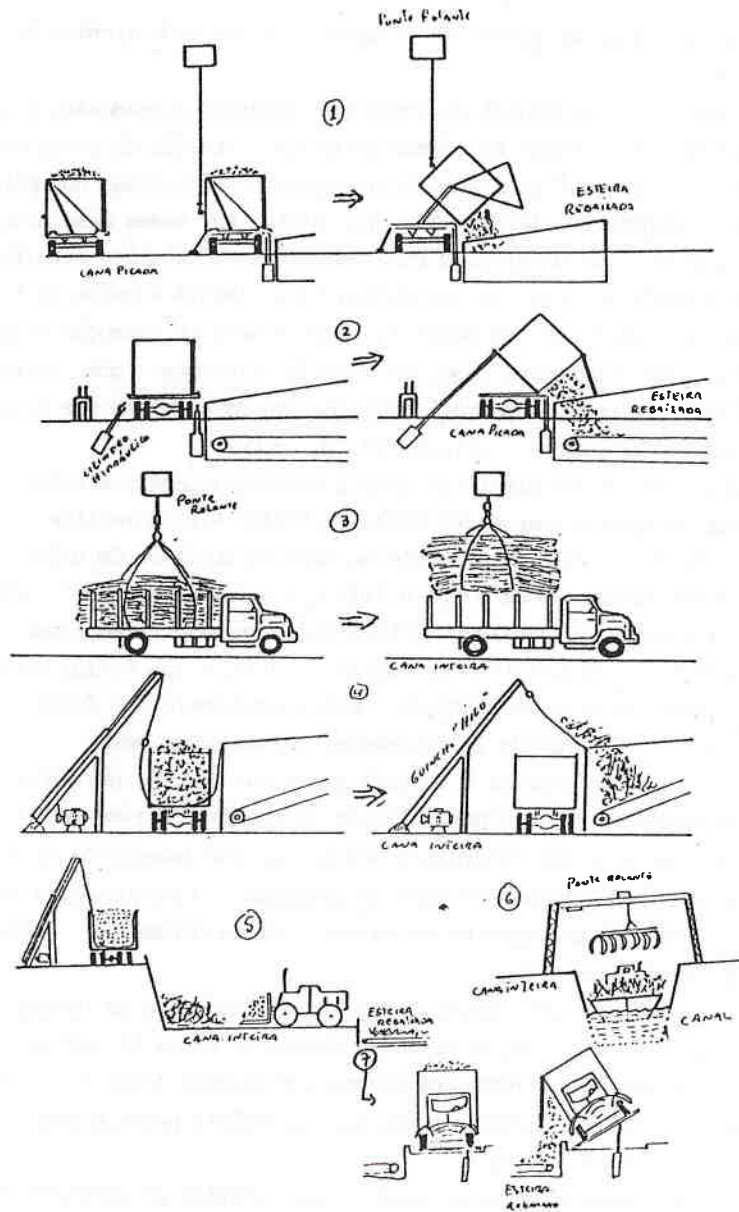 Ponte Rolante
1
ESTEIRA
REBAIXADA
CANA PICADA
2
ESTEIRA
REBAIXADA
CANA PICADA
CILINDRO
HIDRÁULICO
PONTE
ROLANTE
3
CANA INTEIRA
4
GUINCHO "HILO"
CANA INTEIRA
5
6
PONTE ROLANTE
CANA INTEIRA
CANAL
ESTEIRA
REBAIXADA
CANA INTEIRA
7
ESTEIRA